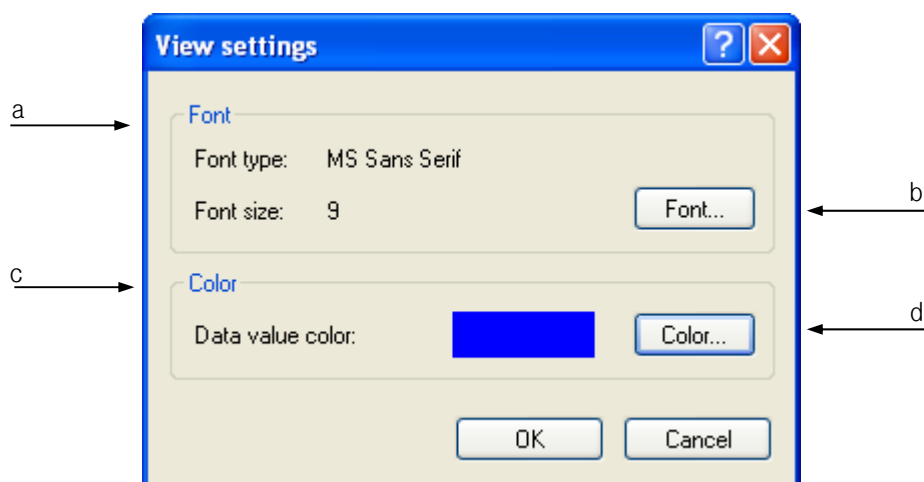 View settings
a
Font
Font type: MS Sans Serif
b
Font size: 9 Font...
c
Color
d
Data value color: Color...
OK Cancel